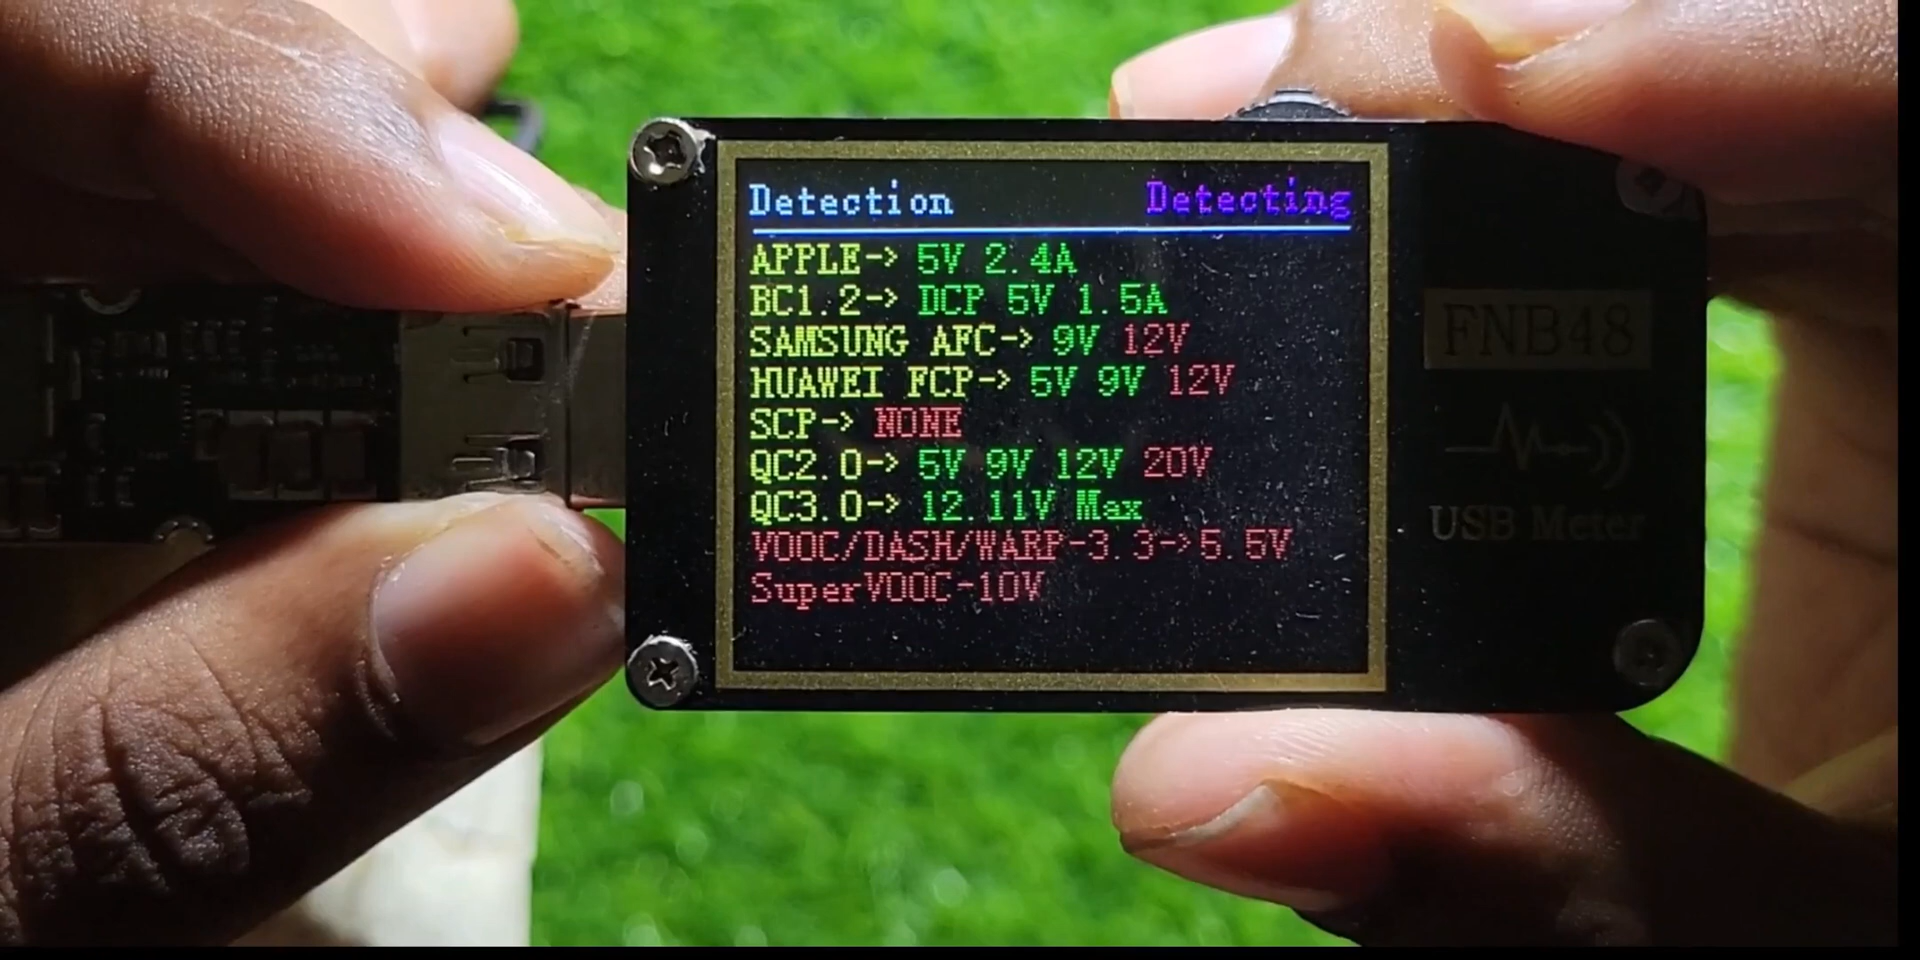 Detection Detecting
APPLE-> 5V 2.4A
BC1.2-> DCP 5V 1.5A
SAMSUNG AFC-> 9V 12V
HUAWEI FCP-> 5V 9V 12V
SCP-> NONE
QC2.0-> 5V 9V 12V 20V
QC3.0-> 12.11V Max
VOOC/DASH/WARP-3.3->5.5V
SuperVOOC-10V
FNB48
USB Meter